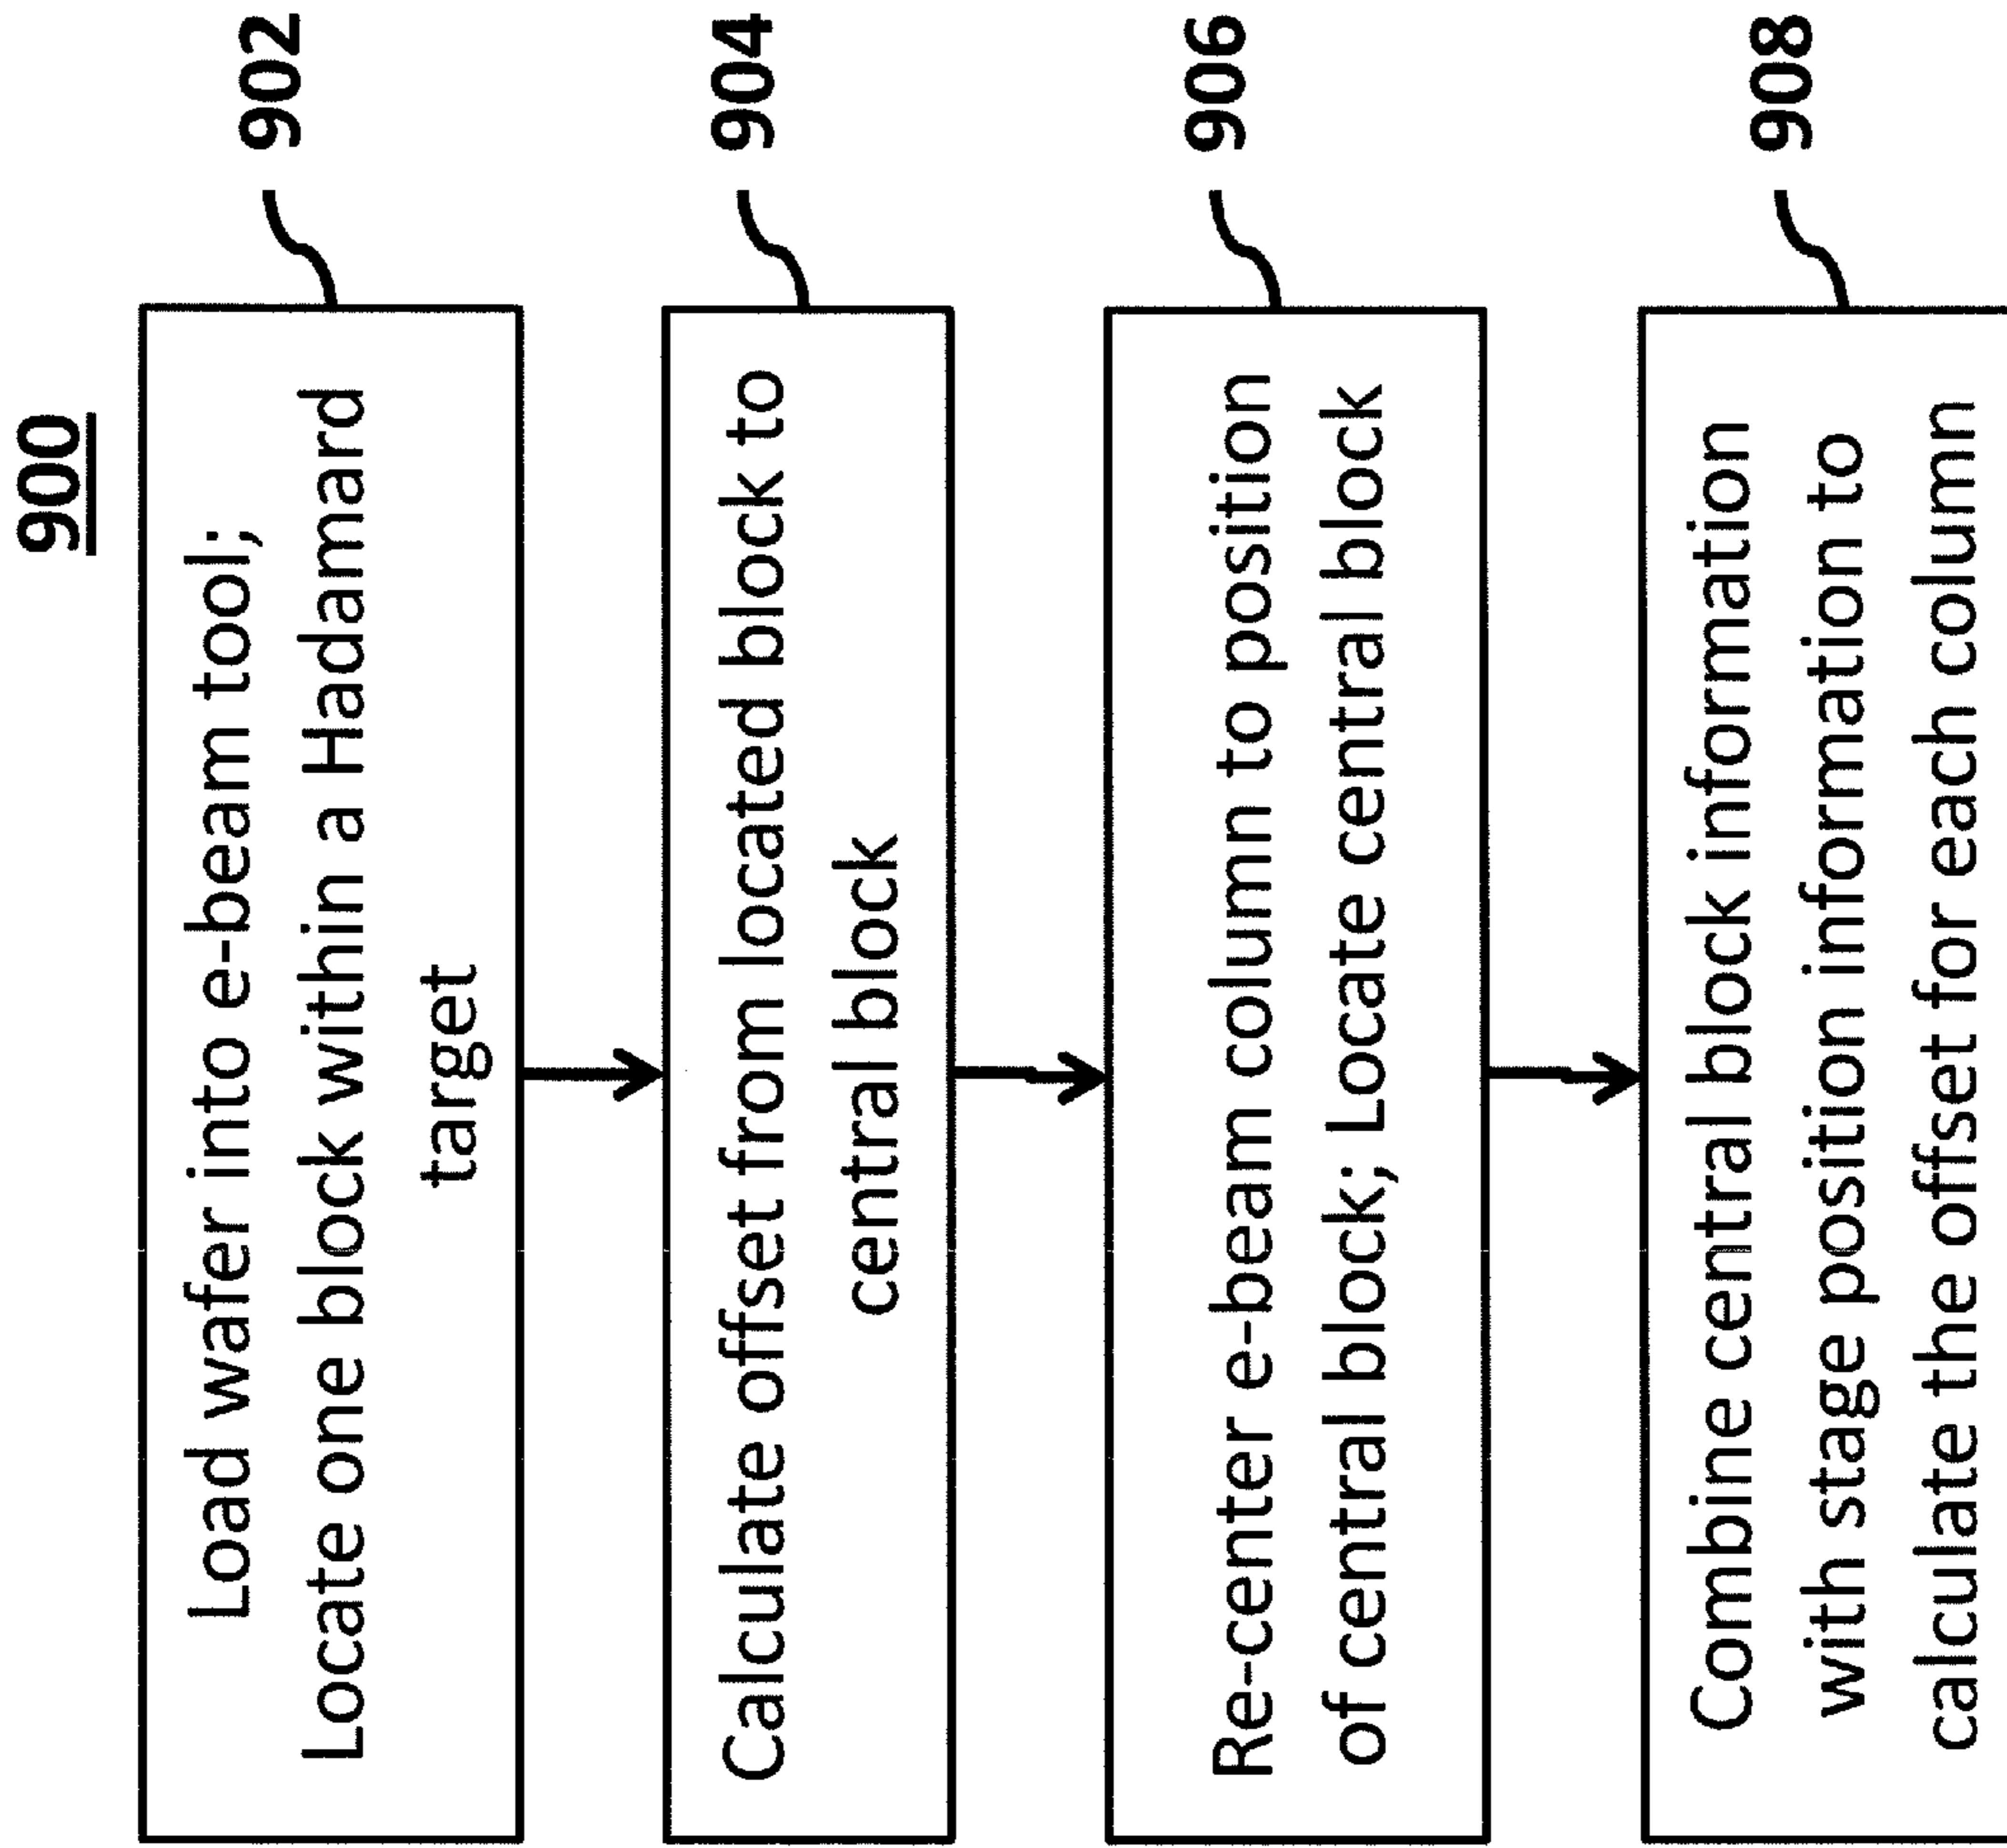 900
Load wafer into e-beam tool;
Locate one block within a Hadamard
target
902
Calculate offset from located block to
central block
904
Re-center e-beam column to position
of central block; Locate central block
906
Combine central block information
with stage position information to
calculate the offset for each column
908